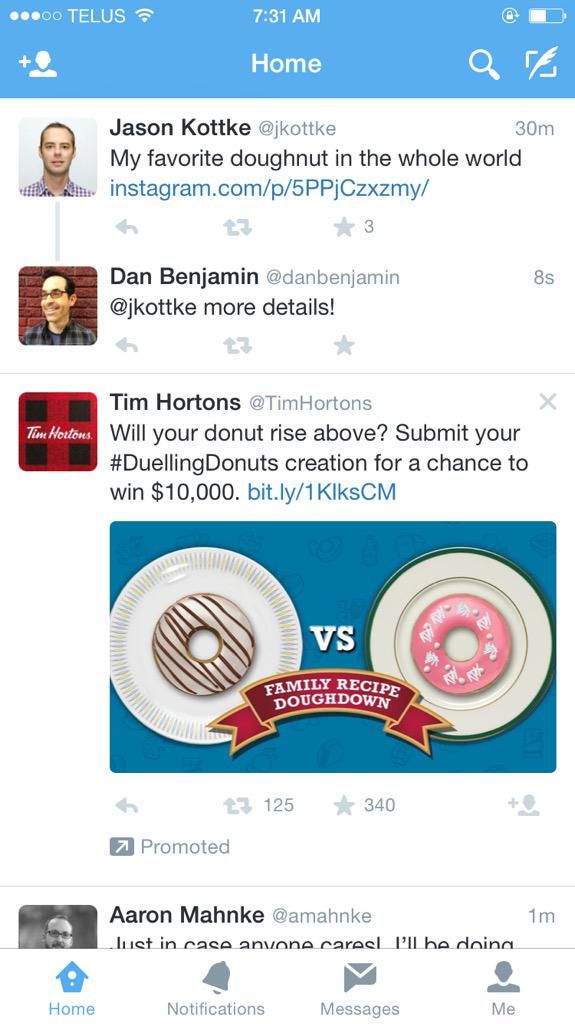 TELUS 7:31 AM
Home
Jason Kottke @jkottke 30m
My favorite doughnut in the whole world
instagram.com/p/5PPjCzxzmy/
3
Dan Benjamin @danbenjamin 8s
@jkottke more details!
Tim Hortons @TimHortons
Tim Hortons.
Will your donut rise above? Submit your
#DuellingDonuts creation for a chance to
win $10,000. bit.ly/1KlksCM
VS
FAMILY RECIPE
DOUGHDOWN
125 340
Promoted
Aaron Mahnke @amahnke 1m
Just in case anyone cares! I'll be doing
Home Notifications Messages Me